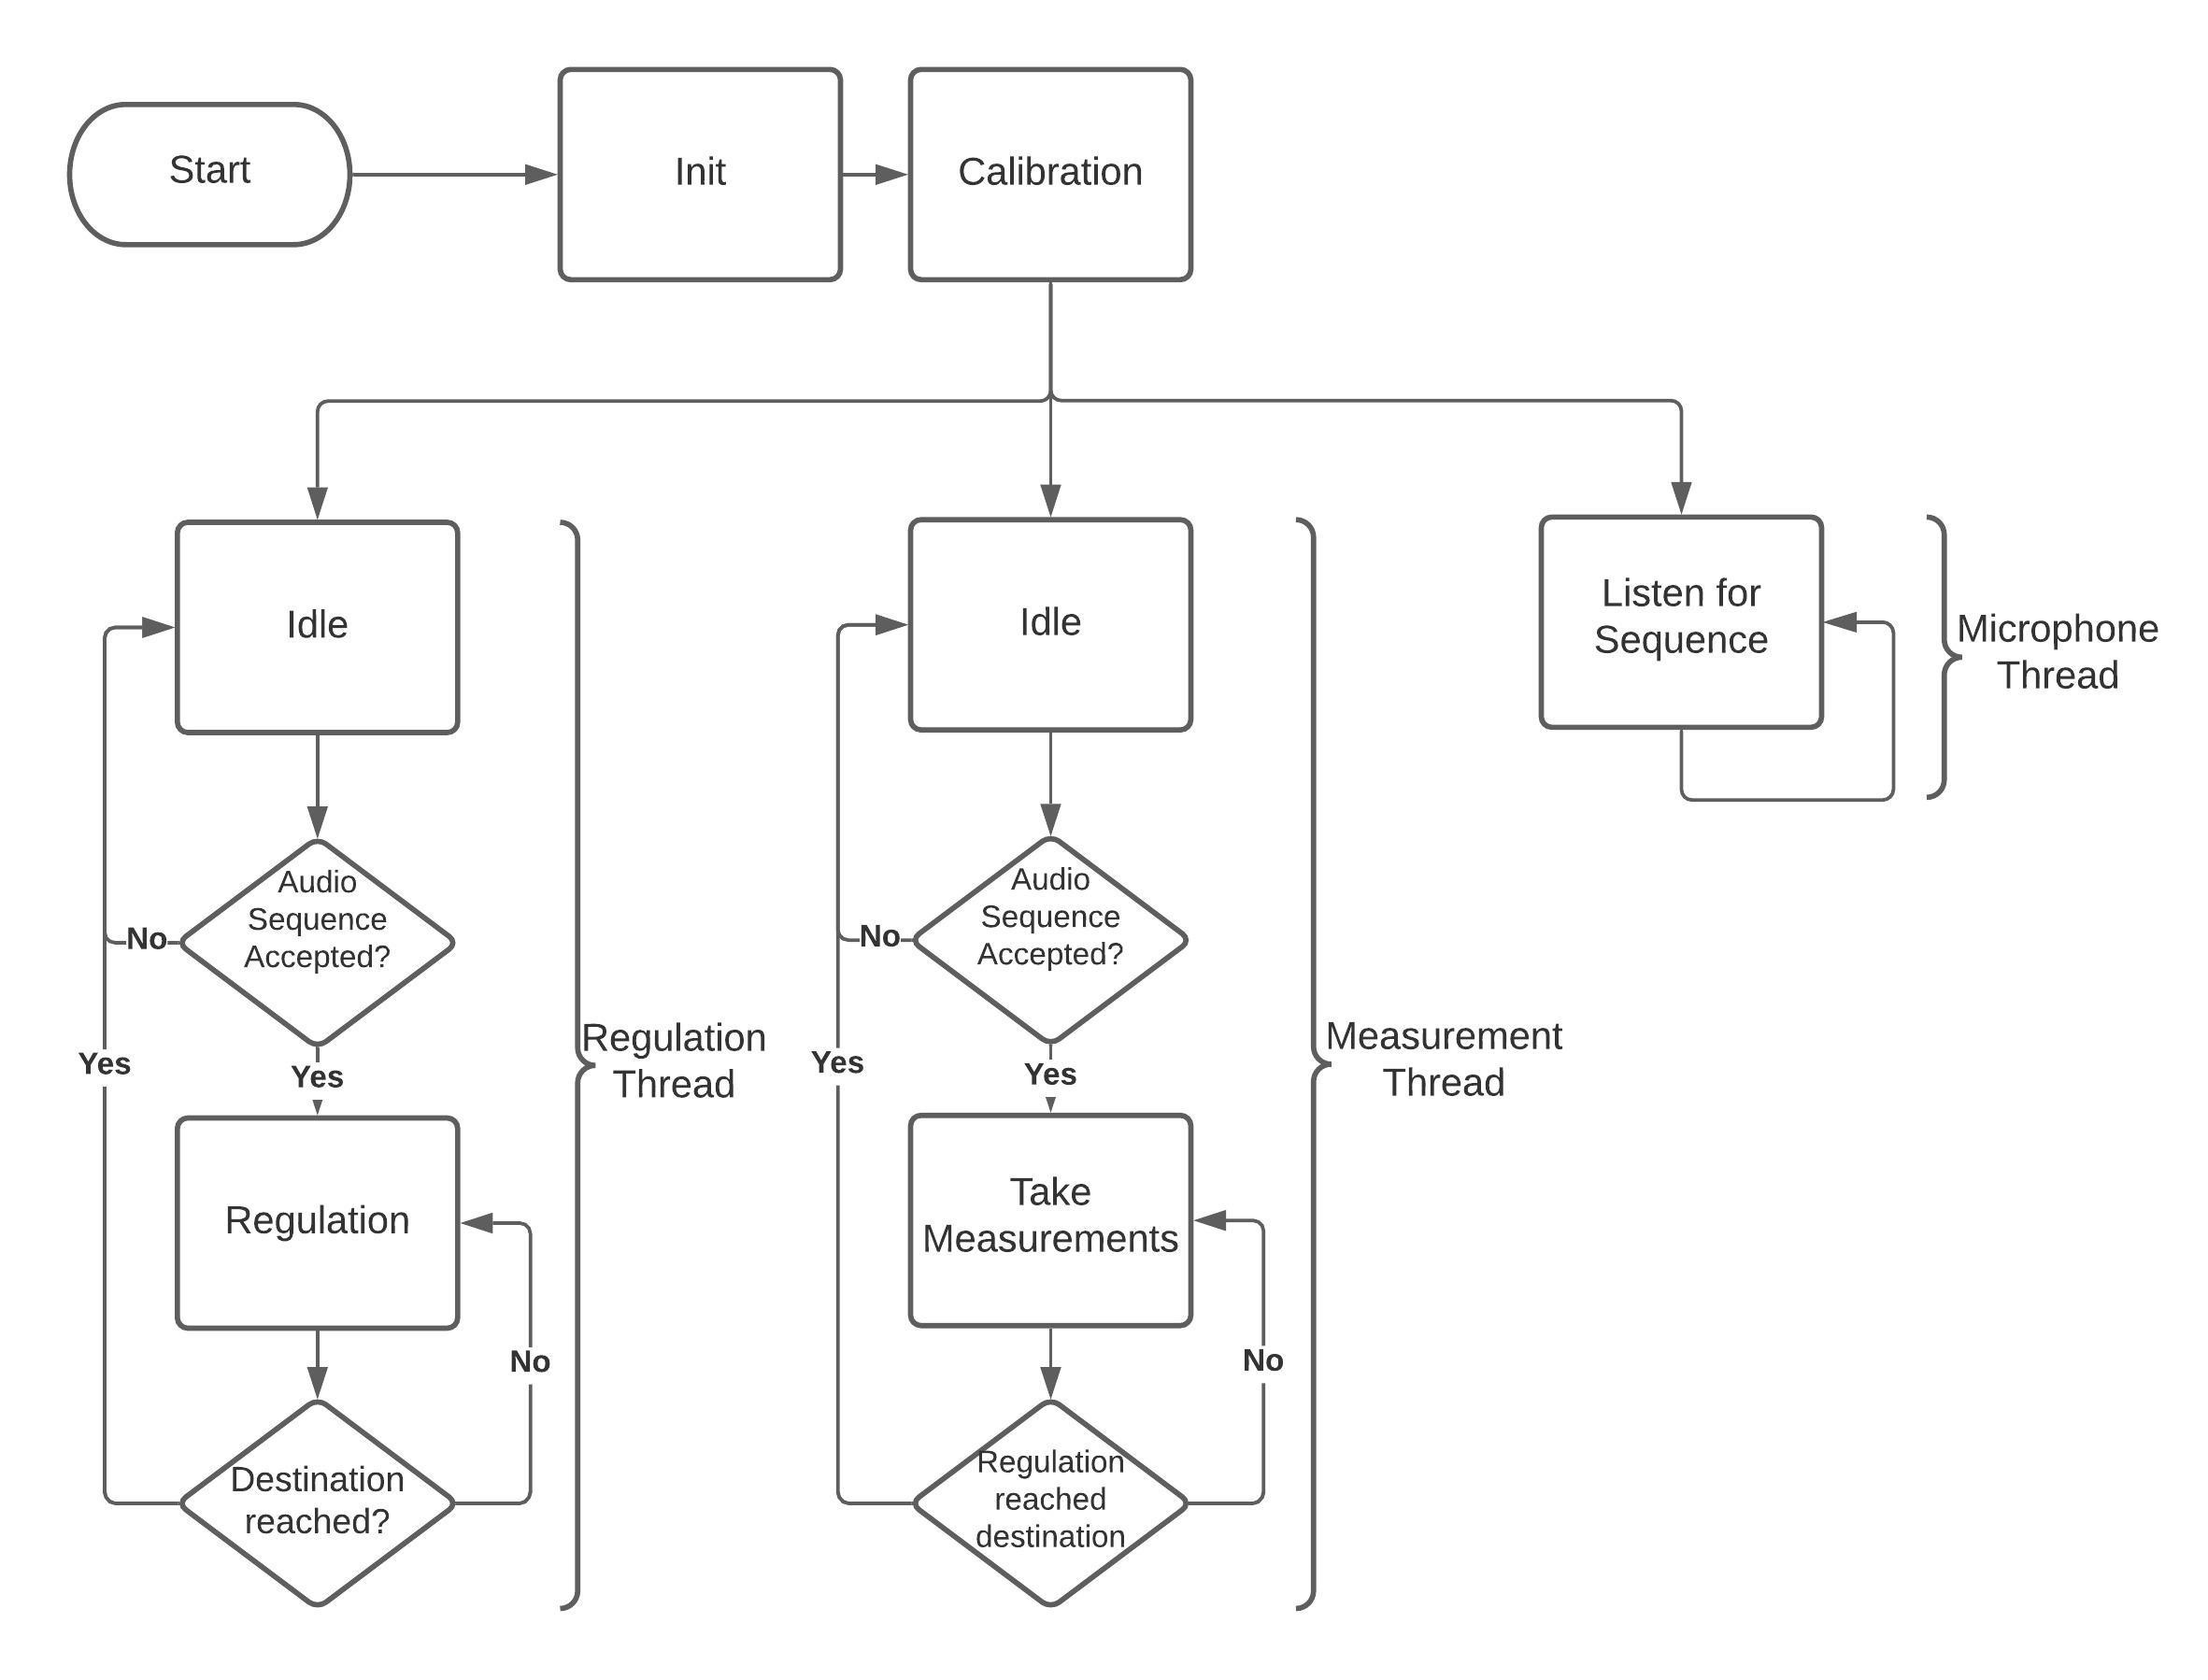 Start
Init
Calibration
Idle
Audio
Sequence
Accepted?
No
Yes
Yes
Regulation
No
Destination
reached?
Regulation
Thread
Idle
Audio
Sequence
Accepted?
No
Yes
Yes
Take
Measurements
No
Regulation
reached
destination
Measurement
Thread
Listen for
Sequence
Microphone
Thread